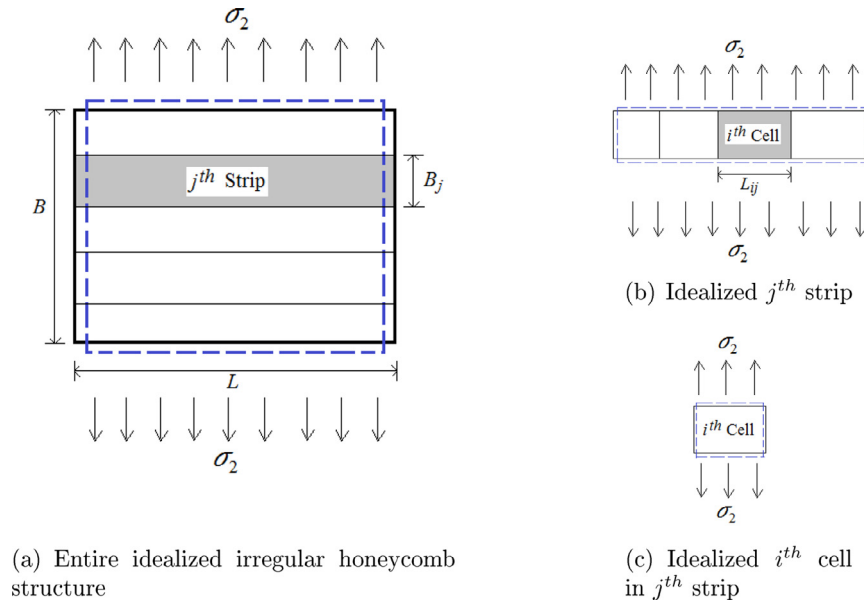 σ₂
B
jᵗʰ Strip
Bⱼ
L
σ₂
(a) Entire idealized irregular honeycomb
structure
σ₂
iᵗʰ Cell
Lᵢⱼ
σ₂
(b) Idealized jᵗʰ strip
σ₂
iᵗʰ Cell
σ₂
(c) Idealized iᵗʰ cell
in jᵗʰ strip